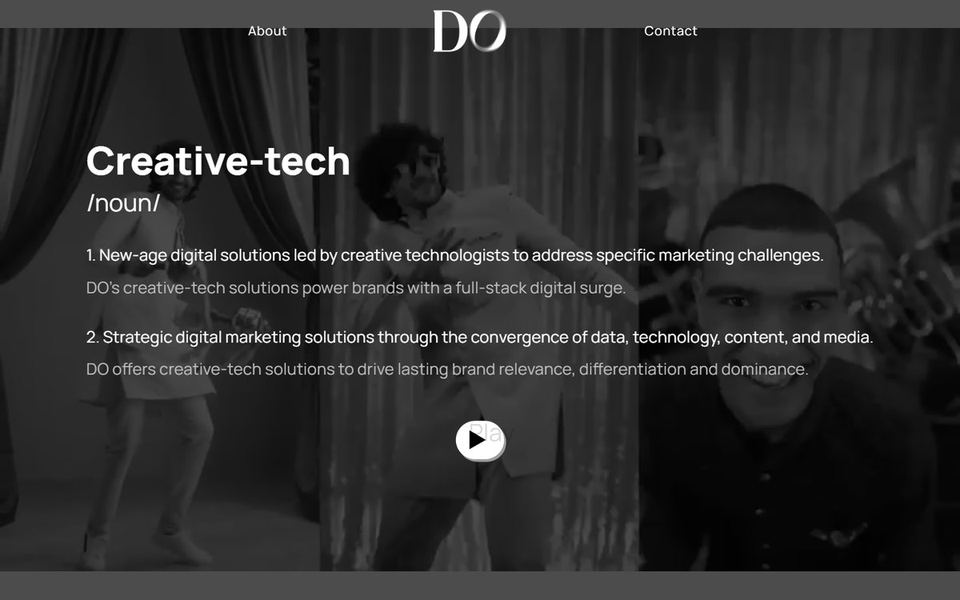 About
DO
Contact
Creative-tech
/noun/
1. New-age digital solutions led by creative technologists to address specific marketing challenges.
DO's creative-tech solutions power brands with a full-stack digital surge.
2. Strategic digital marketing solutions through the convergence of data, technology, content, and media.
DO offers creative-tech solutions to drive lasting brand relevance, differentiation and dominance.